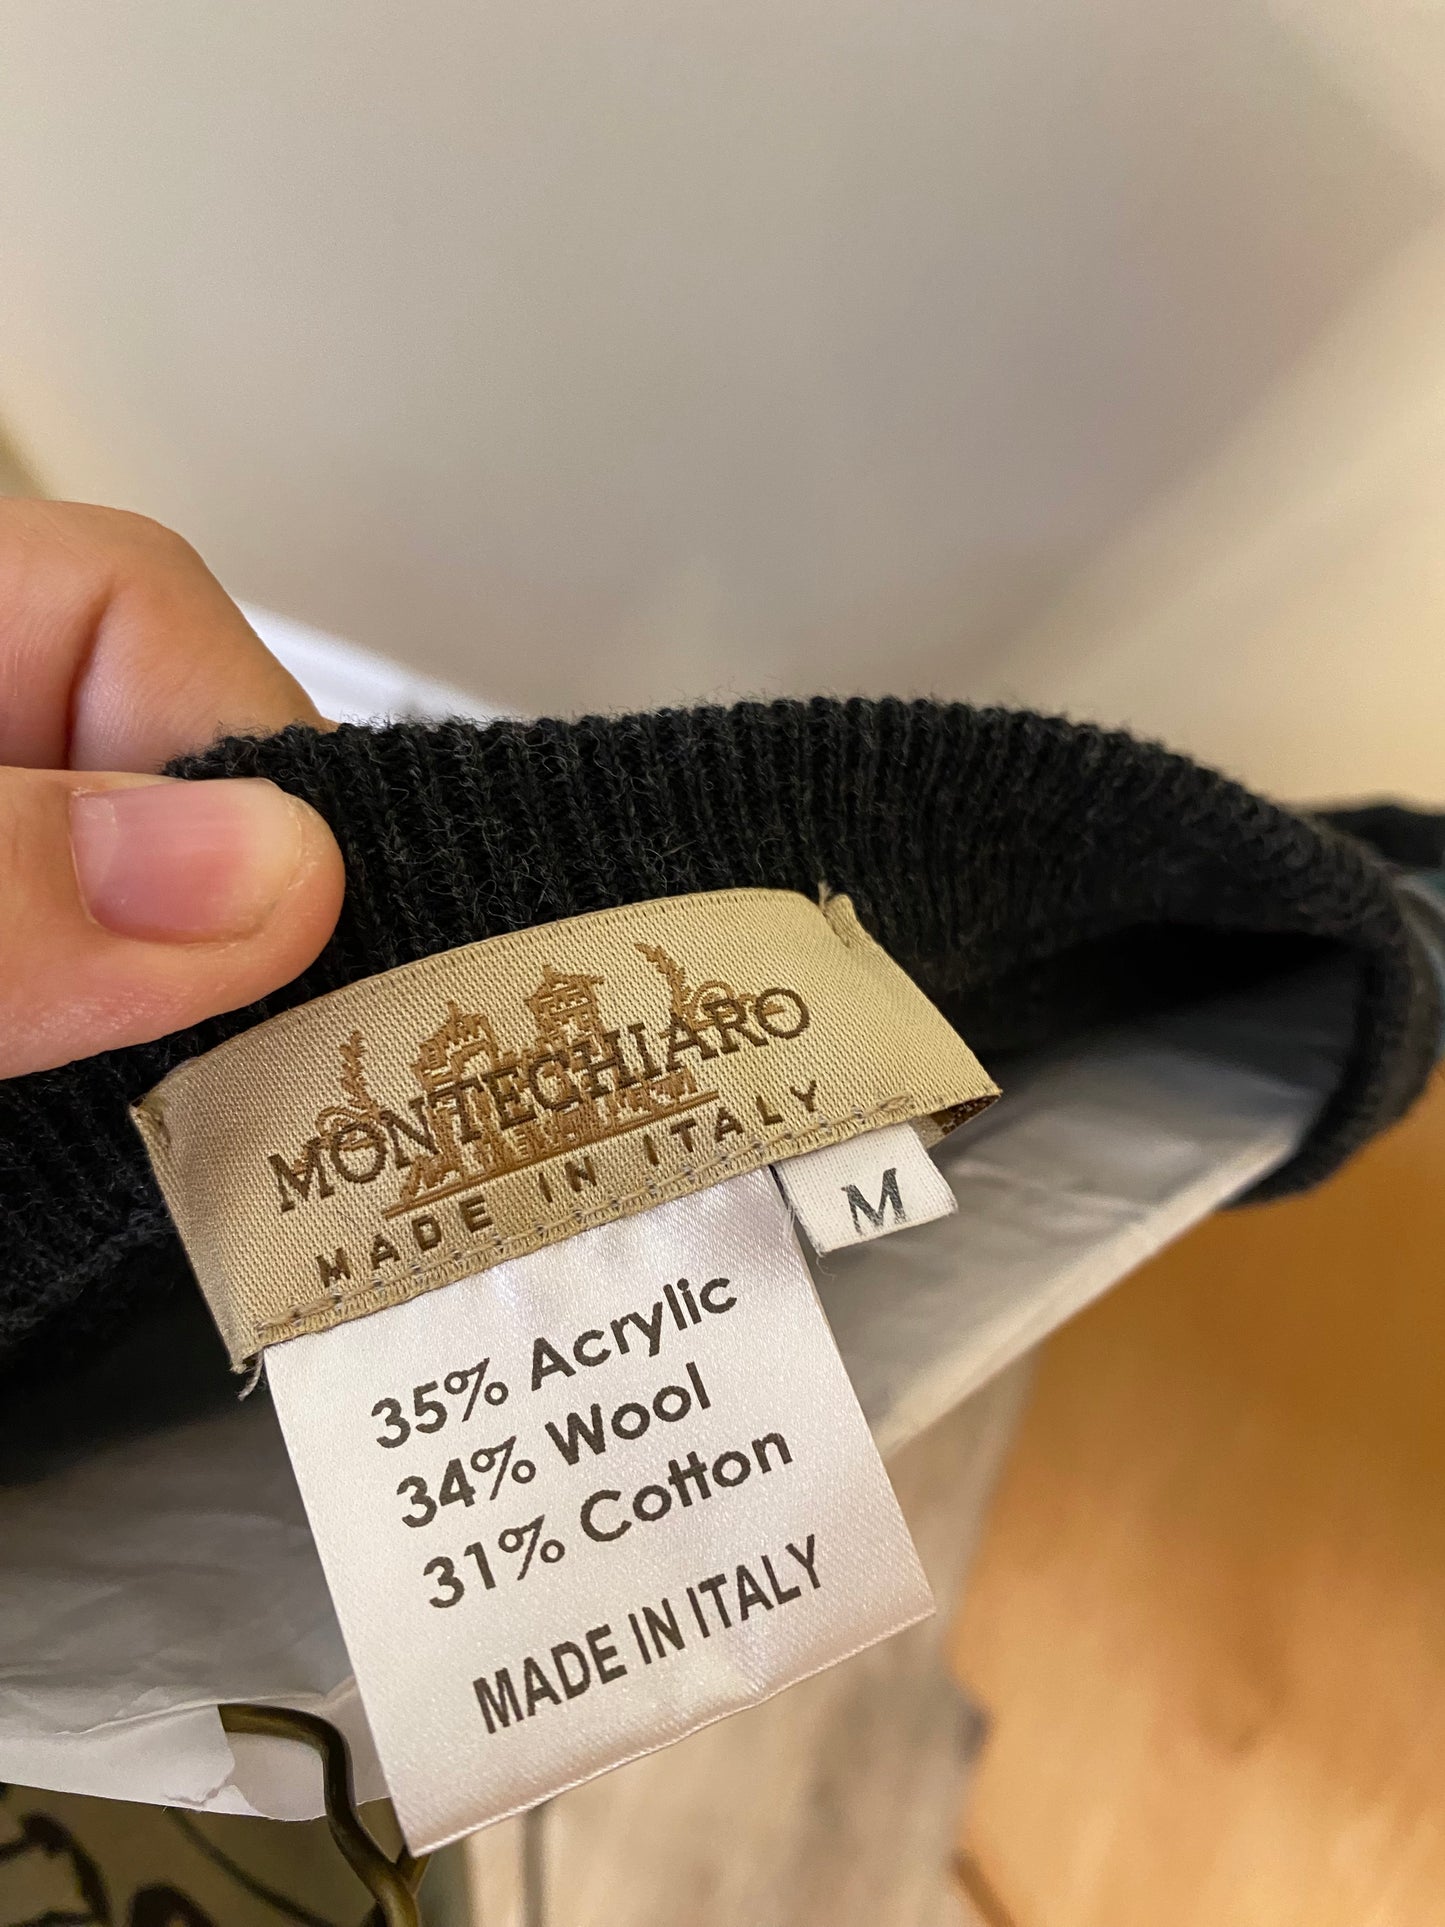 MONTECHIARO
MADE IN ITALY
M
35% Acrylic
34% Wool
31% Cotton
MADE IN ITALY